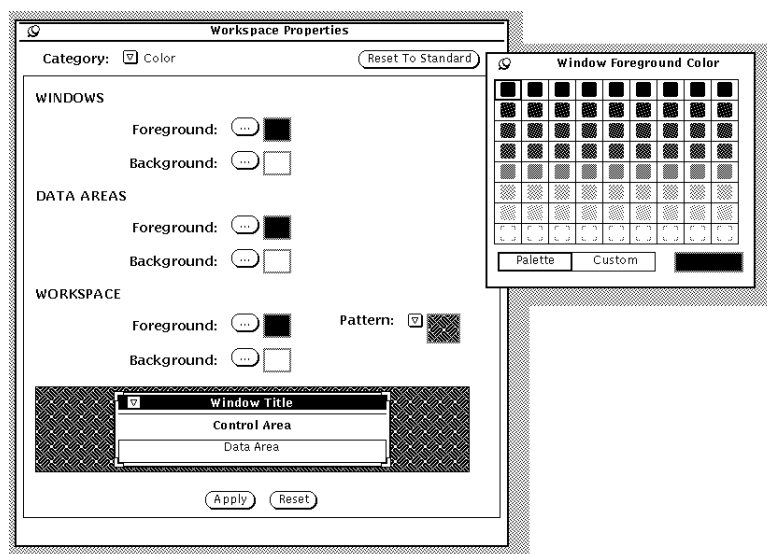 Workspace Properties
Category: Color
Reset To Standard
WINDOWS
Foreground: ...
Background: ...
DATA AREAS
Foreground: ...
Background: ...
WORKSPACE
Foreground: ...
Pattern:
Background: ...
Window Title
Control Area
Data Area
Apply Reset
Window Foreground Color
Palette Custom